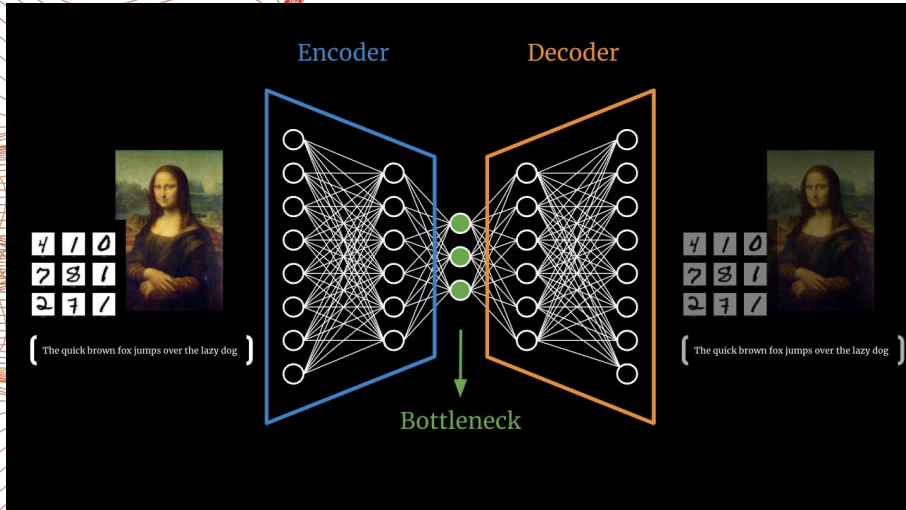 Encoder
Decoder
4 1 0
7 8 1
2 7 1
[ The quick brown fox jumps over the lazy dog ]
Bottleneck
4 1 0
7 8 1
2 7 1
[ The quick brown fox jumps over the lazy dog ]